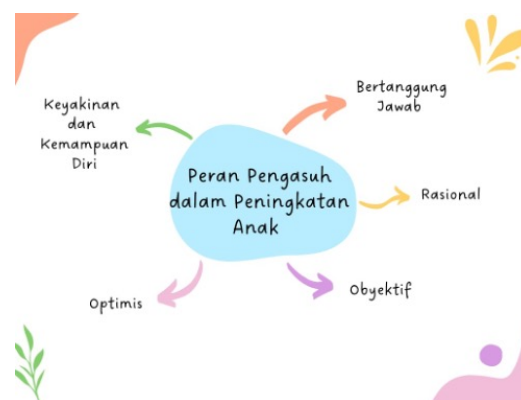 Peran Pengasuh
dalam Peningkatan
Anak
Keyakinan
dan
Kemampuan
Diri
Bertanggung
Jawab
Rasional
Obyektif
Optimis